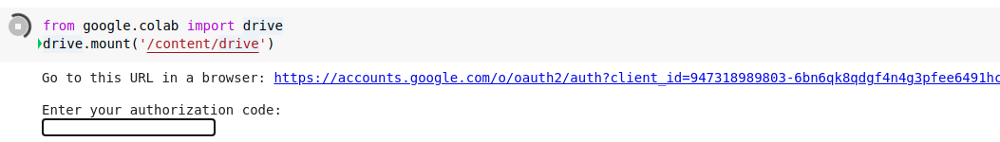 from google.colab import drive
drive.mount('/content/drive')
Go to this URL in a browser: https://accounts.google.com/o/oauth2/auth?client_id=947318989803-6bn6qk8qdgf4n4g3pfee6491hc
Enter your authorization code: